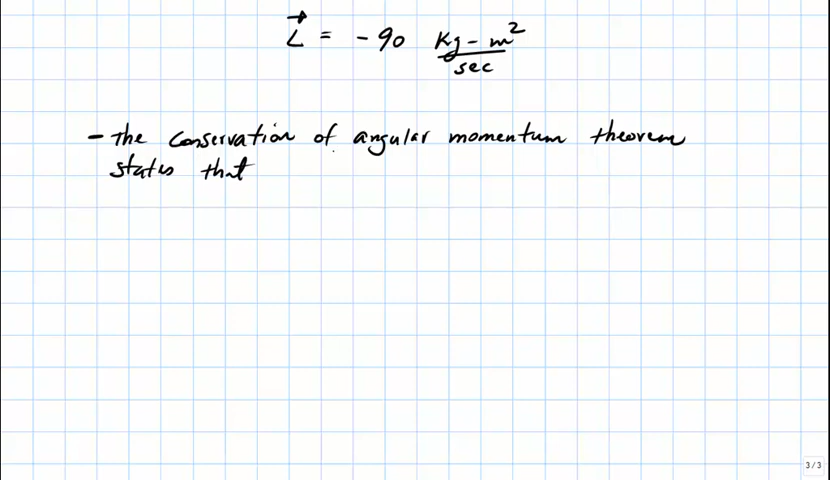 L⃗ = - 90 Kg - m² / sec
- the conservation of angular momentum theorem
states that
3 / 3